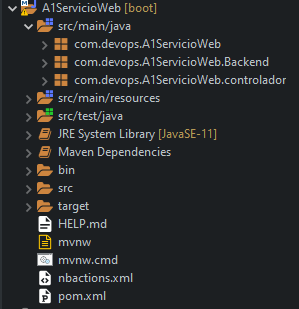 A1ServicioWeb [boot]
src/main/java
com.devops.A1ServicioWeb
com.devops.A1ServicioWeb.Backend
com.devops.A1ServicioWeb.controlador
src/main/resources
src/test/java
JRE System Library [JavaSE-11]
Maven Dependencies
bin
src
target
HELP.md
mvnw
mvnw.cmd
nbactions.xml
pom.xml